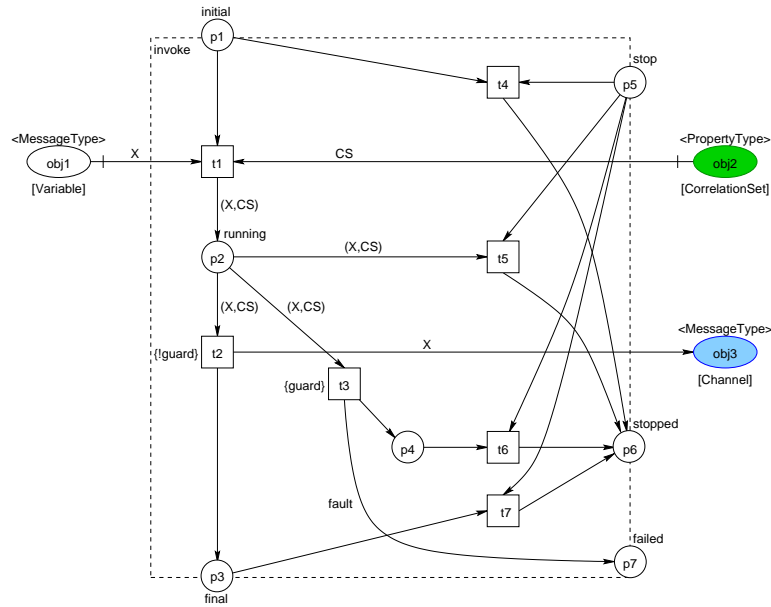 initial
p1
invoke
stop
t4
p5
<MessageType>
<PropertyType>
X
CS
obj1
t1
obj2
[Variable]
[CorrelationSet]
(X,CS)
running
(X,CS)
p2
t5
(X,CS)
(X,CS)
<MessageType>
X
{!guard}
t2
obj3
{guard}
t3
[Channel]
stopped
p4
t6
p6
fault
t7
failed
p3
p7
final